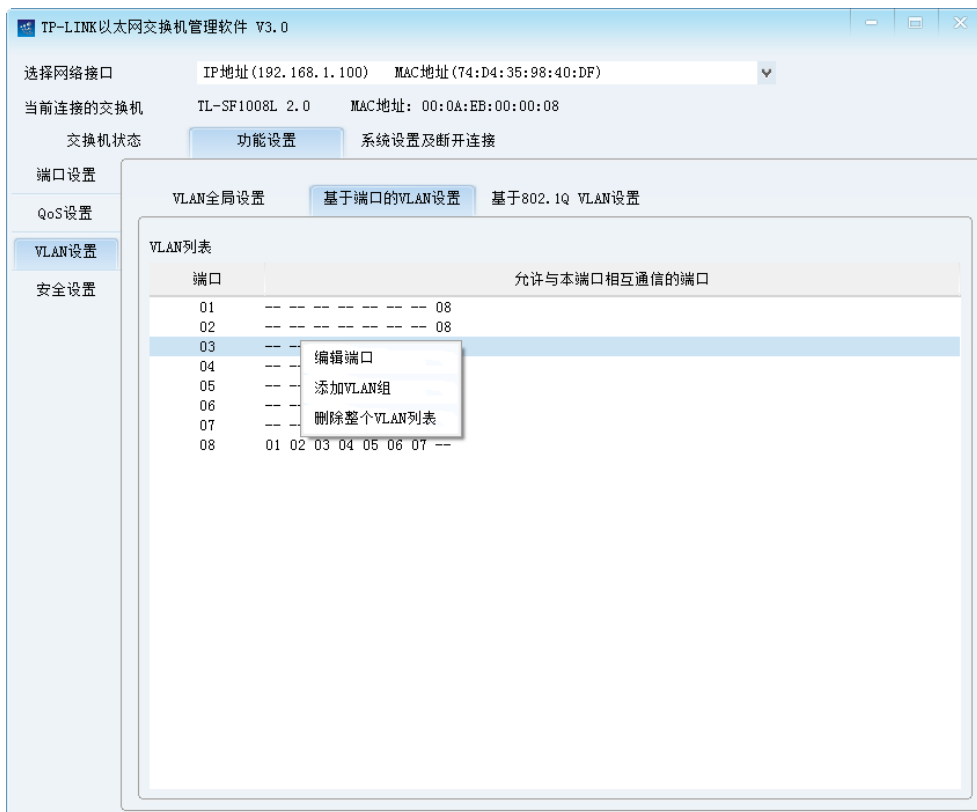 TP-LINK以太网交换机管理软件 V3.0
选择网络接口 IP地址(192.168.1.100) MAC地址(74:D4:35:98:40:DF)
当前连接的交换机 TL-SF1008L 2.0 MAC地址: 00:0A:EB:00:00:08
交换机状态 功能设置 系统设置及断开连接
端口设置
QoS设置
VLAN设置
安全设置
VLAN全局设置 基于端口的VLAN设置 基于802.1Q VLAN设置
VLAN列表
端口 允许与本端口相互通信的端口
01 -- -- -- -- -- -- -- 08
02 -- -- -- -- -- -- -- 08
03 -- --
04 -- --
05 -- --
06 -- --
07 -- --
08 01 02 03 04 05 06 07 --
编辑端口
添加VLAN组
删除整个VLAN列表